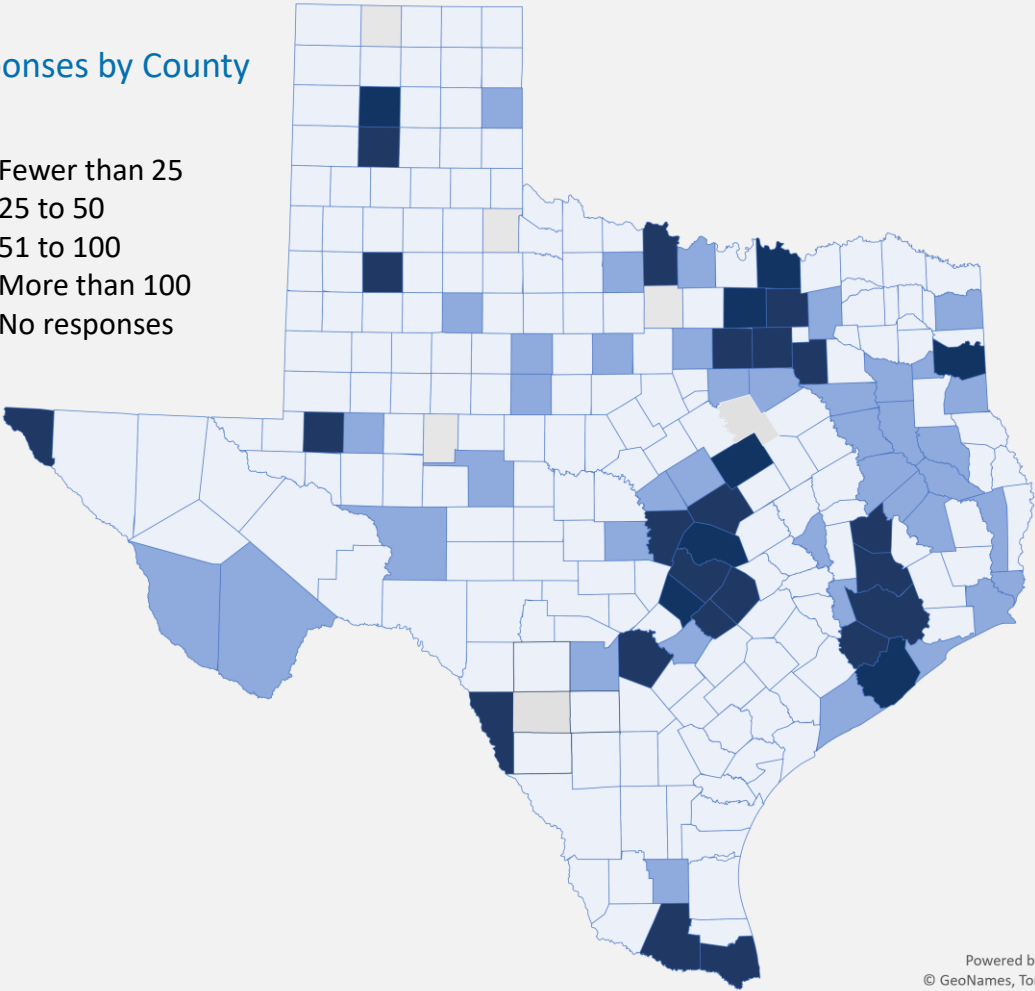 onses by County
Fewer than 25
25 to 50
51 to 100
More than 100
No responses
Powered by
© GeoNames, To